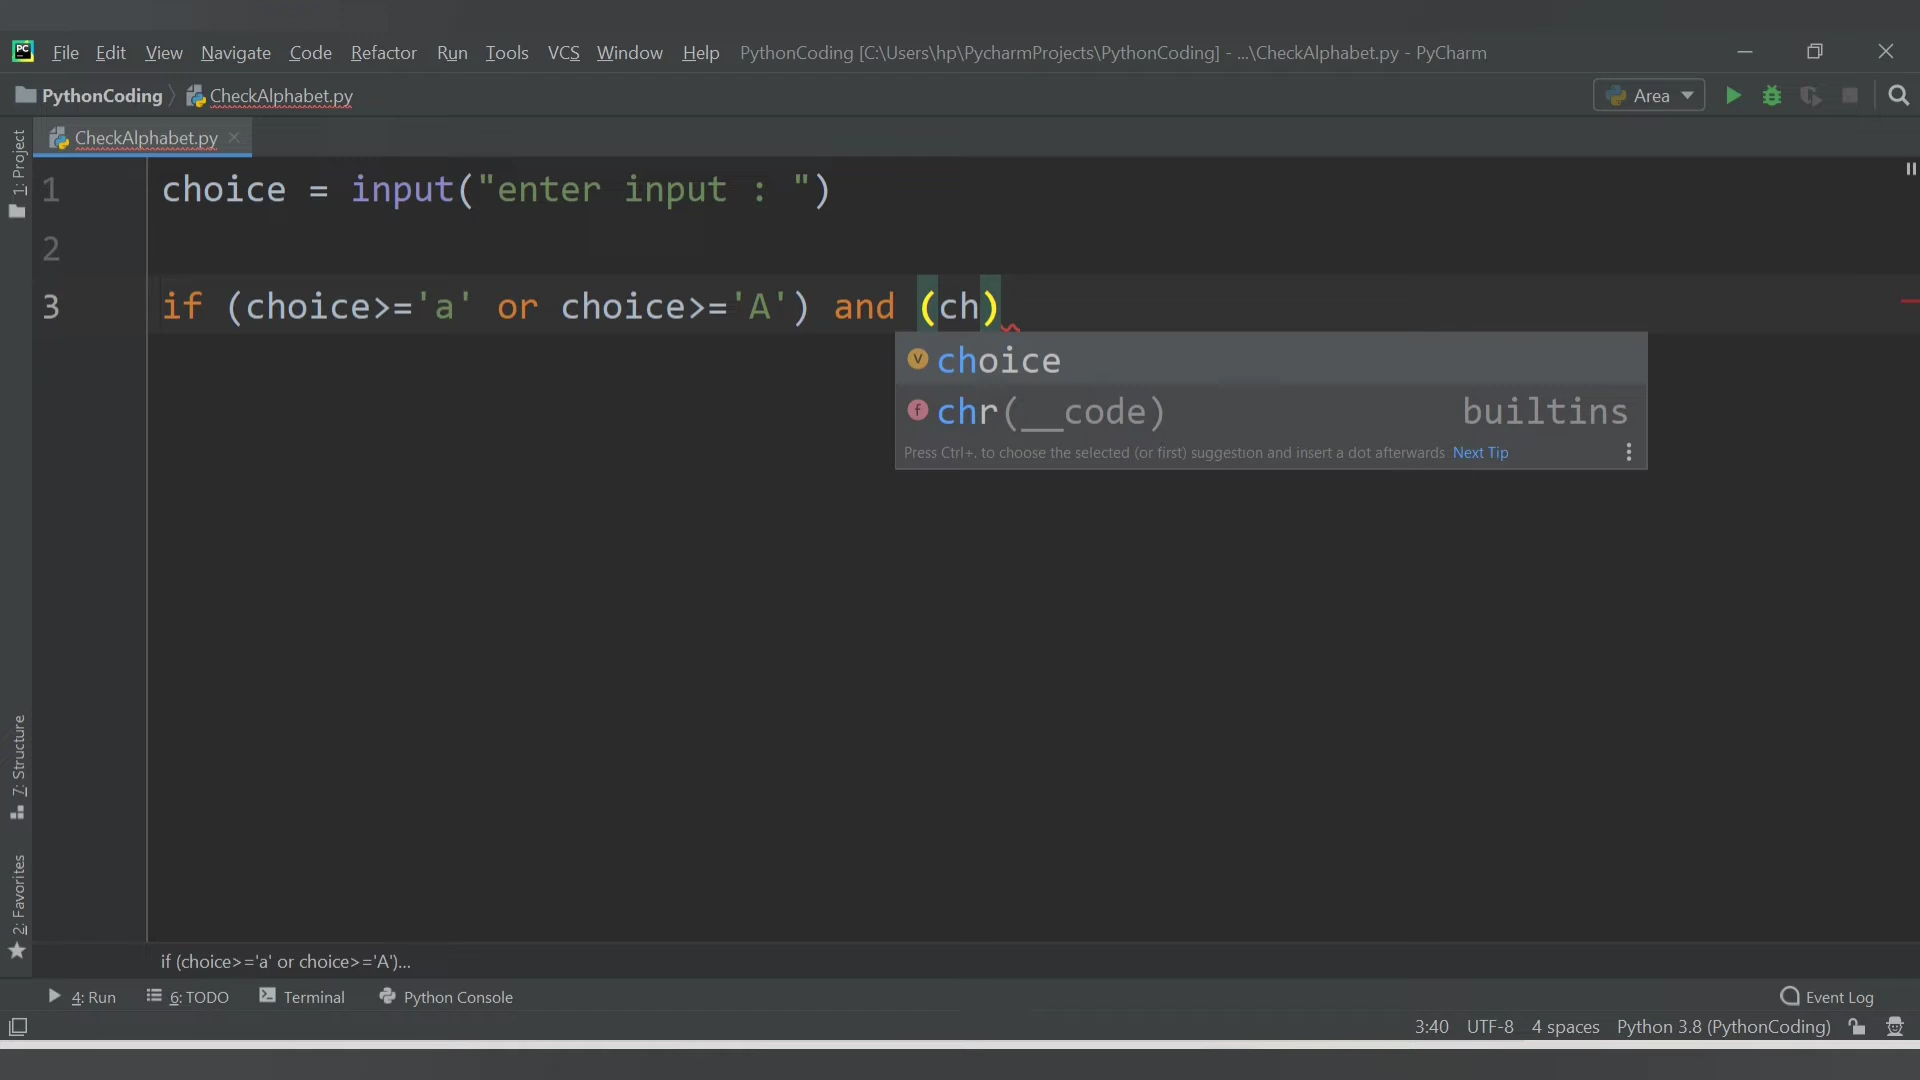 PC File Edit View Navigate Code Refactor Run Tools VCS Window Help PythonCoding [C:\Users\hp\PycharmProjects\PythonCoding] - ...\CheckAlphabet.py - PyCharm
PythonCoding CheckAlphabet.py Area
CheckAlphabet.py
1: Project
1 choice = input("enter input : ")
2
3 if (choice>='a' or choice>='A') and (ch)
V choice
f chr(__code) builtins
Press Ctrl+. to choose the selected (or first) suggestion and insert a dot afterwards Next Tip
7: Structure
2: Favorites
if (choice>='a' or choice>='A')...
4: Run 6: TODO Terminal Python Console Event Log
3:40 UTF-8 4 spaces Python 3.8 (PythonCoding)